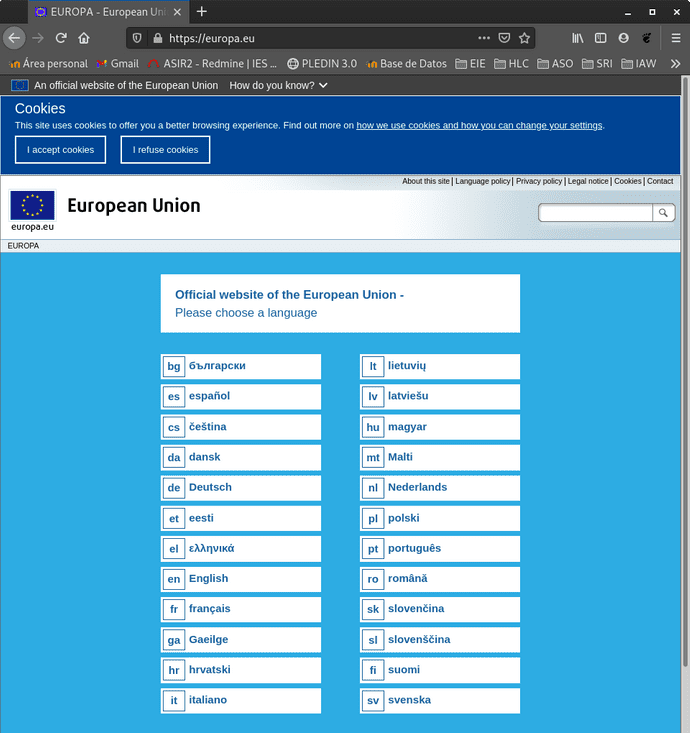 EUROPA - European Uni
https://europa.eu
Área personal Gmail ASIR2 - Redmine | IES ... PLEDIN 3.0 Base de Datos EIE HLC ASO SRI IAW
An official website of the European Union How do you know?
Cookies
This site uses cookies to offer you a better browsing experience. Find out more on how we use cookies and how you can change your settings.
I accept cookies I refuse cookies
About this site | Language policy | Privacy policy | Legal notice | Cookies | Contact
European Union
europa.eu
EUROPA
Official website of the European Union -
Please choose a language
bg български
es español
cs čeština
da dansk
de Deutsch
et eesti
el ελληνικά
en English
fr français
ga Gaeilge
hr hrvatski
it italiano
lt lietuvių
lv latviešu
hu magyar
mt Malti
nl Nederlands
pl polski
pt português
ro română
sk slovenčina
sl slovenščina
fi suomi
sv svenska